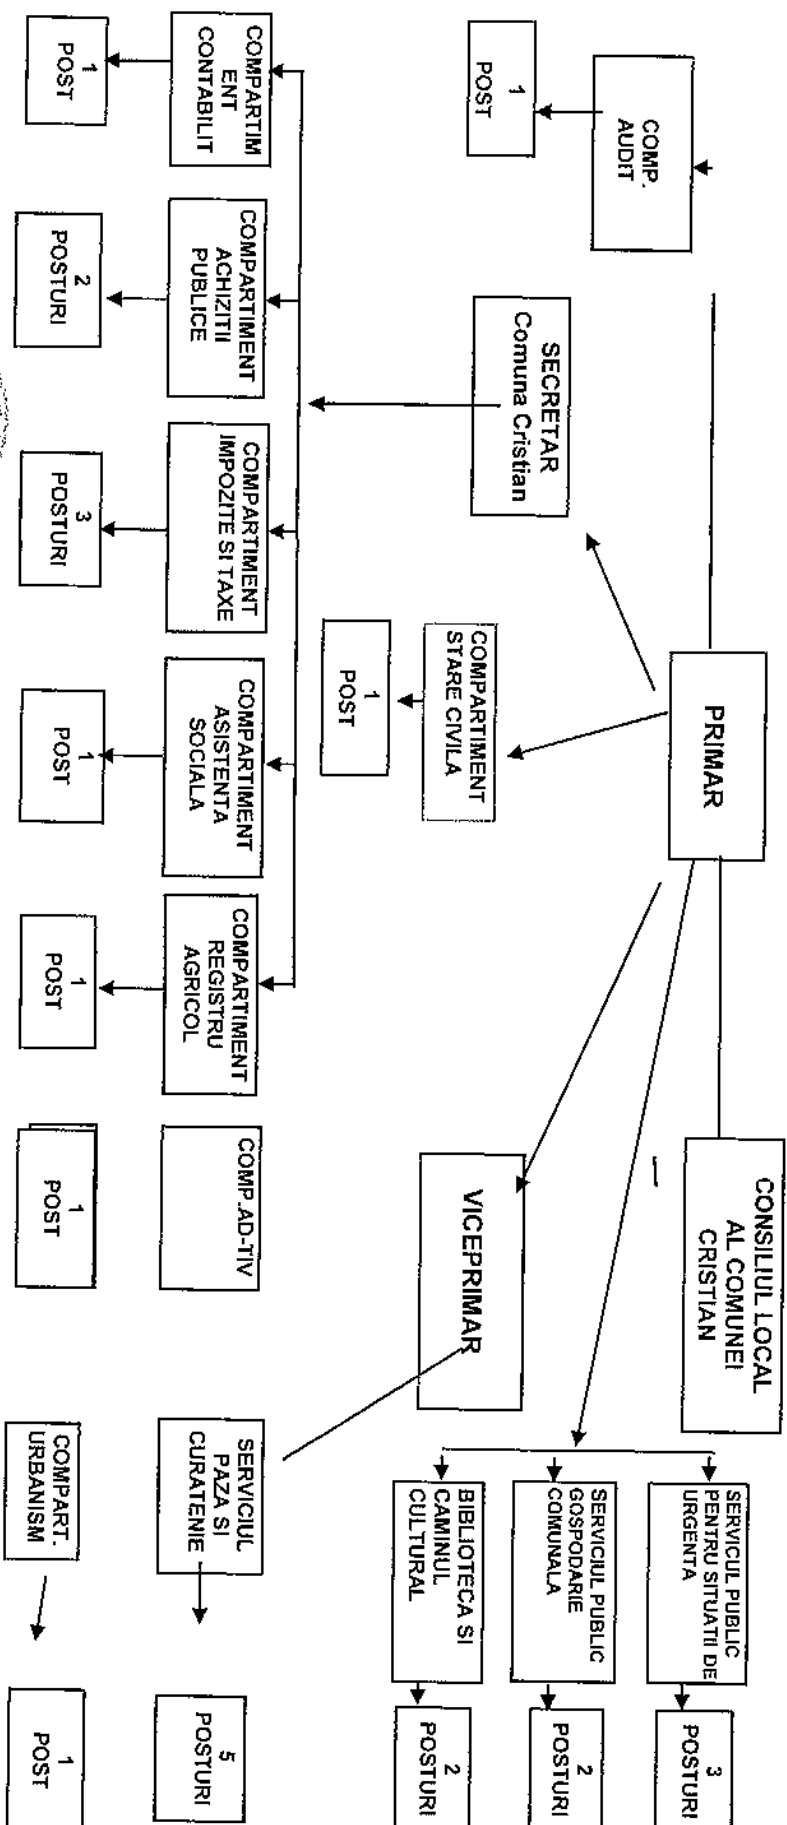 CONSILIUL LOCAL
AL COMUNEI
CRISTIAN
PRIMAR
COMP.
AUDIT
1
POST
SECRETAR
Comuna Cristian
COMPARTIMENT
STARE CIVILA
1
POST
VICEPRIMAR
SERVICIUL PUBLIC
PENTRU SITUATII DE
URGENTA
3
POSTURI
SERVICIUL PUBLIC
GOSPODARIE
COMUNALA
2
POSTURI
BIBLIOTECA SI
CAMINUL
CULTURAL
2
POSTURI
COMPARTIM
ENT
CONTABILIT
1
POST
COMPARTIMENT
ACHIZITII
PUBLICE
2
POSTURI
COMPARTIMENT
IMPOZITE SI TAXE
3
POSTURI
COMPARTIMENT
ASISTENTA
SOCIALA
1
POST
COMPARTIMENT
REGISTRU
AGRICOL
1
POST
COMP.AD-TIV
1
POST
SERVICIUL
PAZA SI
CURATENIE
5
POSTURI
COMPART.
URBANISM
1
POST